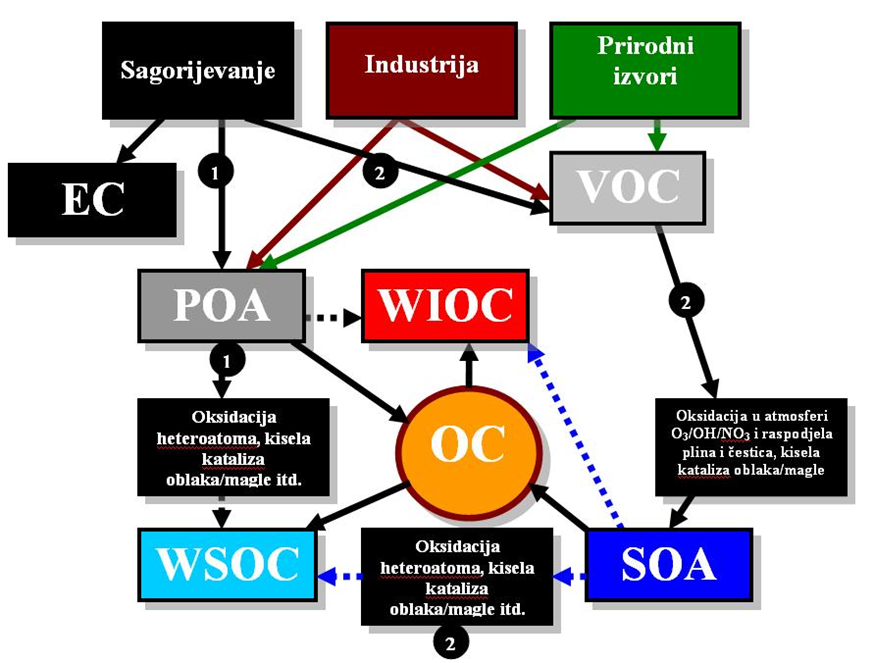 Sagorijevanje
Industrija
Prirodni
izvori
EC
1
2
VOC
POA
WIOC
2
1
Oksidacija
heteroatoma, kisela
kataliza
oblaka/magle itd.
OC
Oksidacija u atmosferi
O₃/OH/NO₃ i raspodjela
plina i čestica, kisela
kataliza oblaka/magle
WSOC
Oksidacija
heteroatoma, kisela
kataliza
oblaka/magle itd.
SOA
2